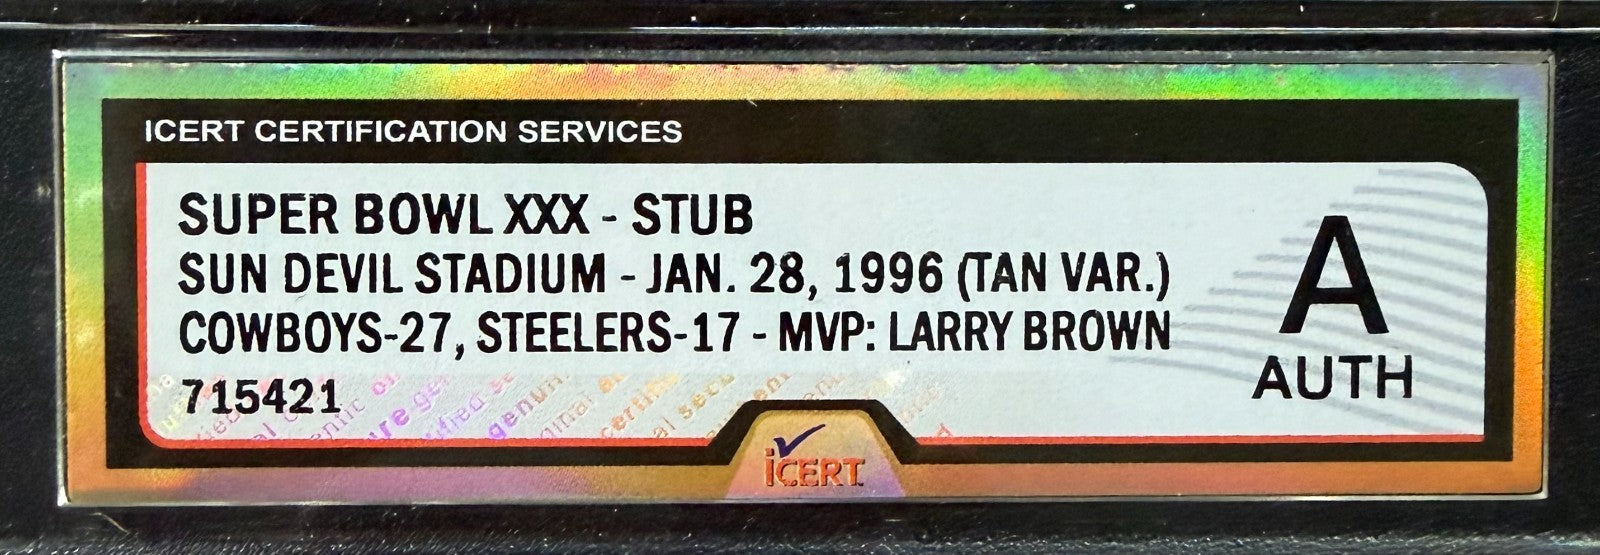 ICERT CERTIFICATION SERVICES
SUPER BOWL XXX - STUB
SUN DEVIL STADIUM - JAN. 28, 1996 (TAN VAR.)
COWBOYS-27, STEELERS-17 - MVP: LARRY BROWN
715421
A
AUTH
iCERT